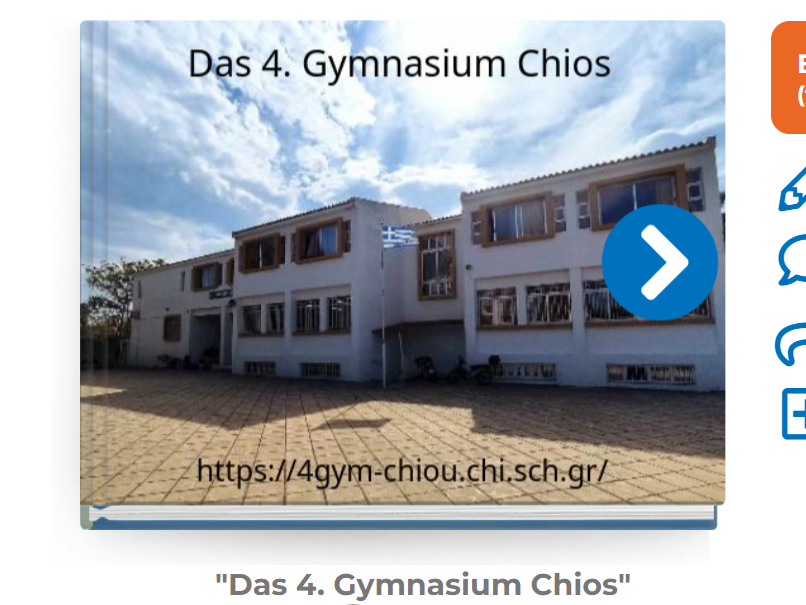 Das 4. Gymnasium Chios
https://4gym-chiou.chi.sch.gr/
"Das 4. Gymnasium Chios"